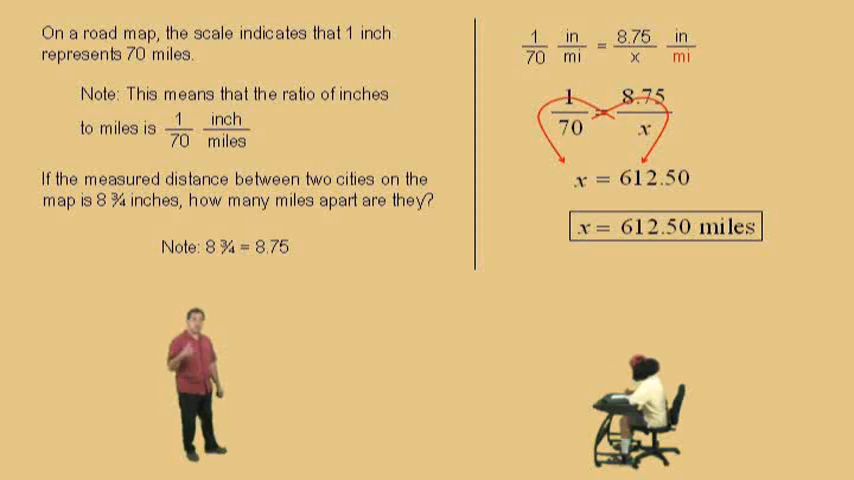 On a road map, the scale indicates that 1 inch
represents 70 miles.
Note: This means that the ratio of inches
to miles is 1/70 inch/miles
If the measured distance between two cities on the
map is 8 ¾ inches, how many miles apart are they?
Note: 8 ¾ = 8.75
1/70 in/mi = 8.75/x in/mi
1/70 = 8.75/x
x = 612.50
x = 612.50 miles